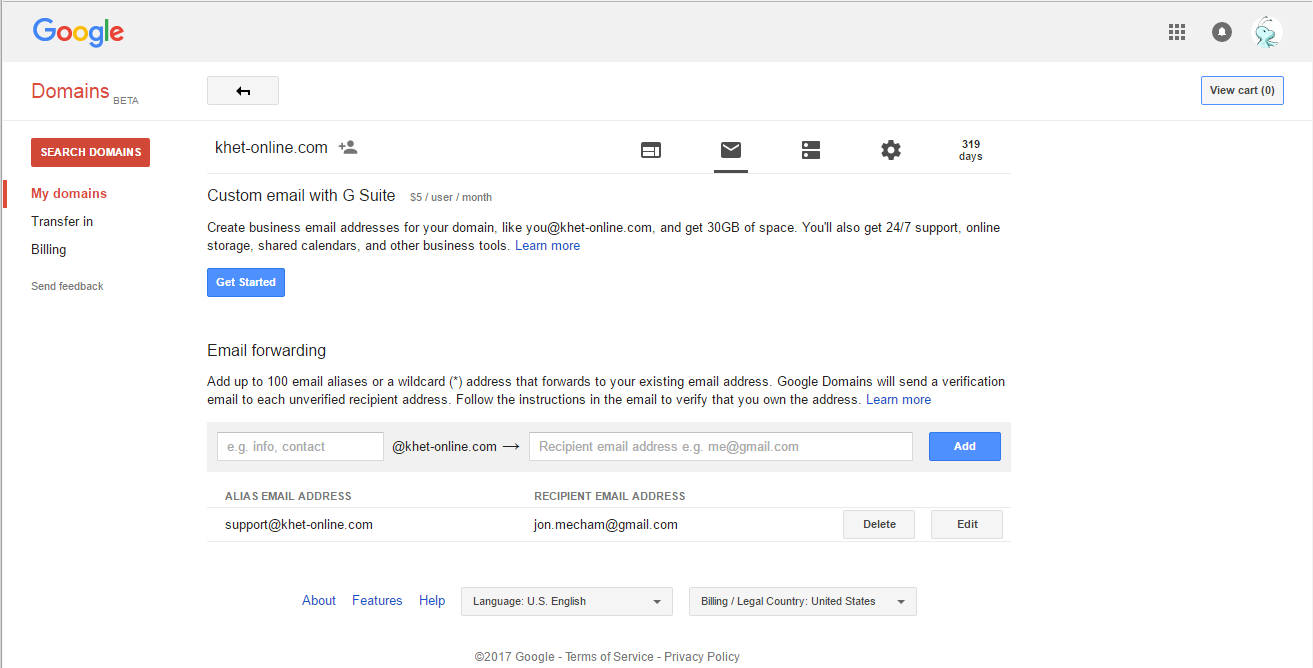 Google
Domains BETA
View cart (0)
SEARCH DOMAINS
My domains
Transfer in
Billing
Send feedback
khet-online.com
319
days
Custom email with G Suite $5 / user / month
Create business email addresses for your domain, like you@khet-online.com, and get 30GB of space. You'll also get 24/7 support, online
storage, shared calendars, and other business tools. Learn more
Get Started
Email forwarding
Add up to 100 email aliases or a wildcard (*) address that forwards to your existing email address. Google Domains will send a verification
email to each unverified recipient address. Follow the instructions in the email to verify that you own the address. Learn more
e.g. info, contact @khet-online.com → Recipient email address e.g. me@gmail.com Add
ALIAS EMAIL ADDRESS RECIPIENT EMAIL ADDRESS
support@khet-online.com jon.mecham@gmail.com Delete Edit
About Features Help Language: U.S. English Billing / Legal Country: United States
©2017 Google - Terms of Service - Privacy Policy